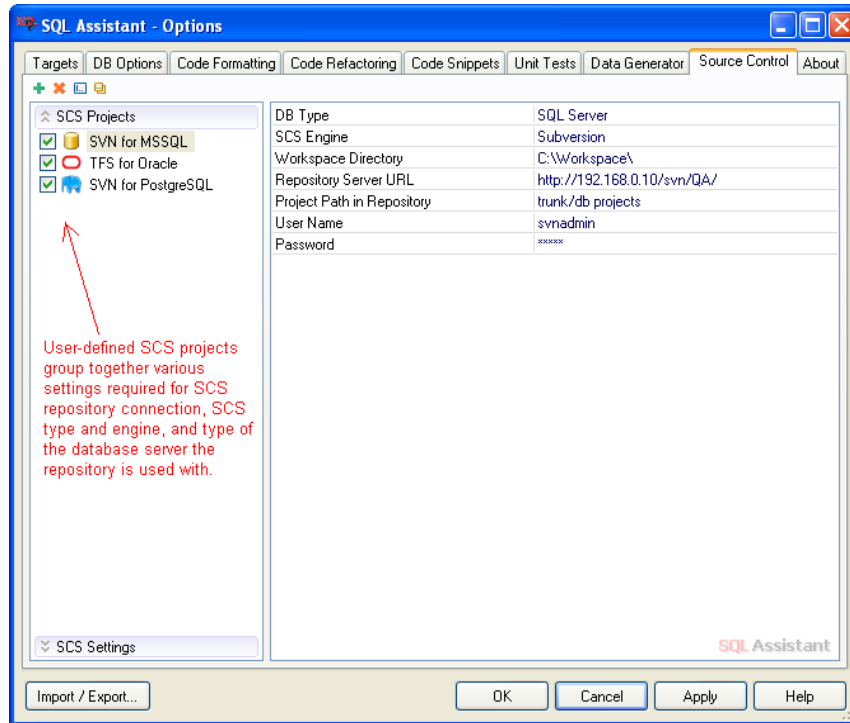 SQL Assistant - Options
Targets DB Options Code Formatting Code Refactoring Code Snippets Unit Tests Data Generator Source Control About
SCS Projects
SVN for MSSQL
TFS for Oracle
SVN for PostgreSQL
DB Type SQL Server
SCS Engine Subversion
Workspace Directory C:\Workspace\
Repository Server URL http://192.168.0.10/svn/QA/
Project Path in Repository trunk/db projects
User Name svnadmin
Password *****
User-defined SCS projects
group together various
settings required for SCS
repository connection, SCS
type and engine, and type of
the database server the
repository is used with.
SCS Settings
SQL Assistant
Import / Export... OK Cancel Apply Help